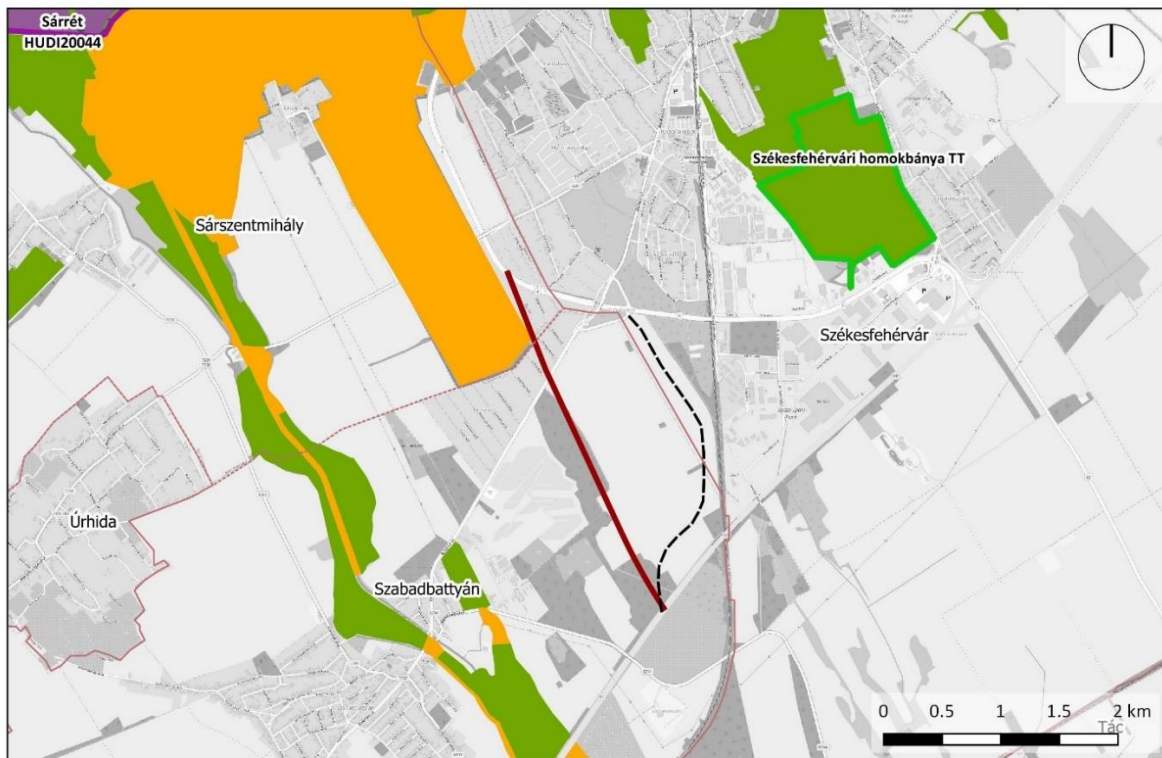 Sárrét
HUDI20044
Székesfehérvári homokbánya TT
Sárszentmihály
Székesfehérvár
Úrhida
Szabadbattyán
0 0.5 1 1.5 2 km
Tác